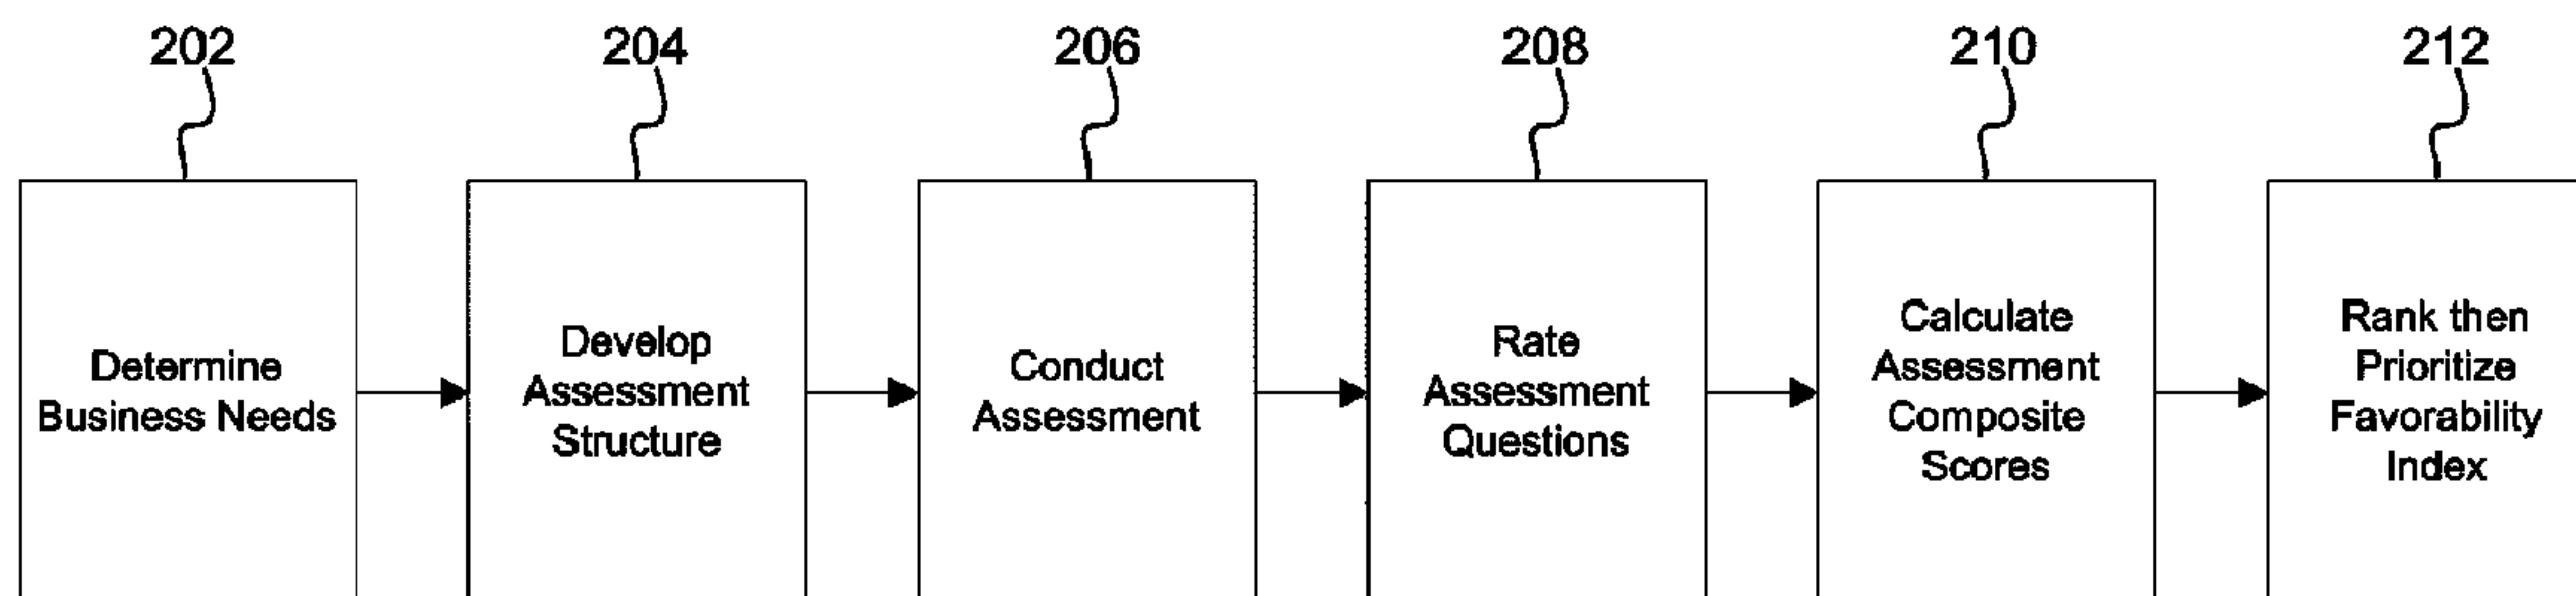 202 204 206 208 210 212
Determine
Business Needs
Develop
Assessment
Structure
Conduct
Assessment
Rate
Assessment
Questions
Calculate
Assessment
Composite
Scores
Rank then
Prioritize
Favorability
Index